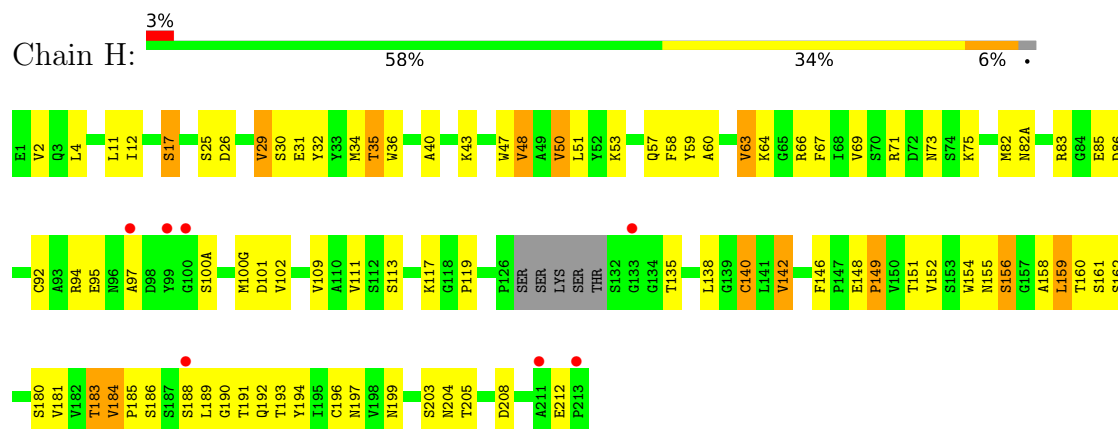 3%
Chain H:
58% 34% 6% •
E1 V2 Q3 L4 L11 I12 S17 S25 D26 V29 S30 E31 Y32 Y33 M34 T35 W36 A40 K43 W47 V48 A49 V50 L51 Y52 K53 Q57 F58 Y59 A60 V63 K64 G65 R66 F67 I68 V69 S70 R71 D72 N73 S74 K75 M82 N82A R83 G84 E85 D86
C92 A93 R94 E95 N96 A97 D98 Y99 G100 S100A M100G D101 V102 V109 A110 V111 S112 S113 K117 G118 P119 P126 SER SER LYS SER THR S132 G133 G134 T135 L138 G139 C140 L141 V142 F146 P147 E148 P149 V150 T151 V152 S153 W154 N155 S156 G157 A158 L159 T160 S161 S162
S180 V181 V182 T183 V184 P185 S186 S187 S188 L189 G190 T191 Q192 T193 Y194 I195 C196 N197 V198 N199 S203 N204 T205 D208 A211 E212 P213